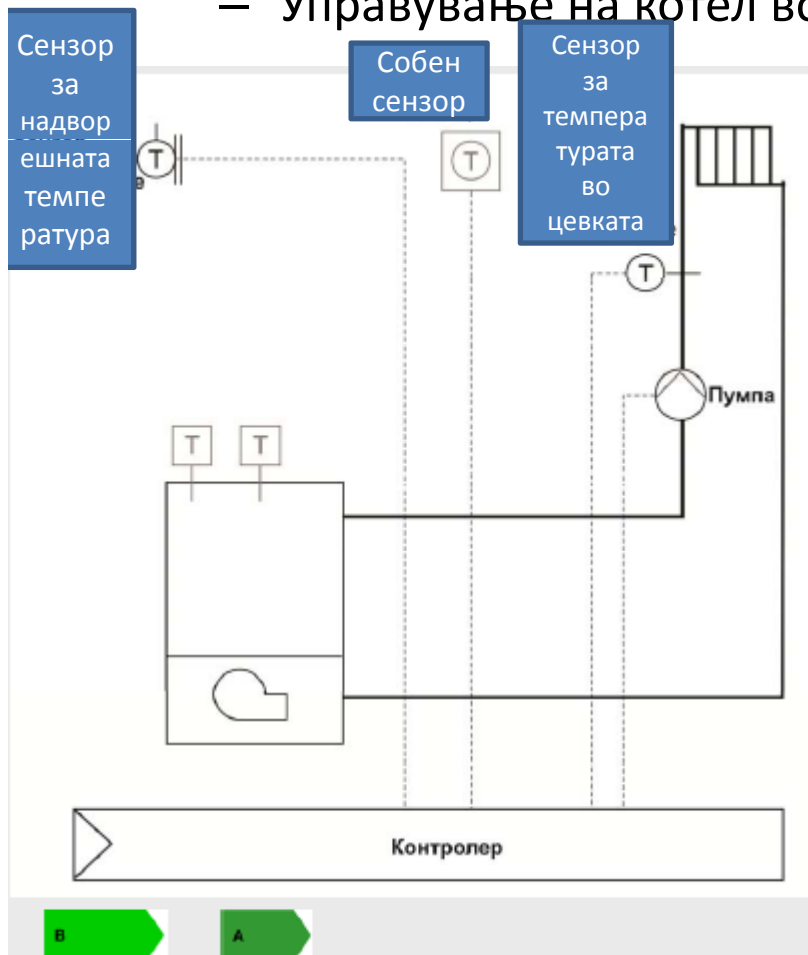 – Управување на котел во
Сензор
за
надвор
ешната
темпе
ратура
Собен
сензор
Сензор
за
темпера
турата
во
цевката
T
T
T
Пумпа
T
T
Контролер
B
A